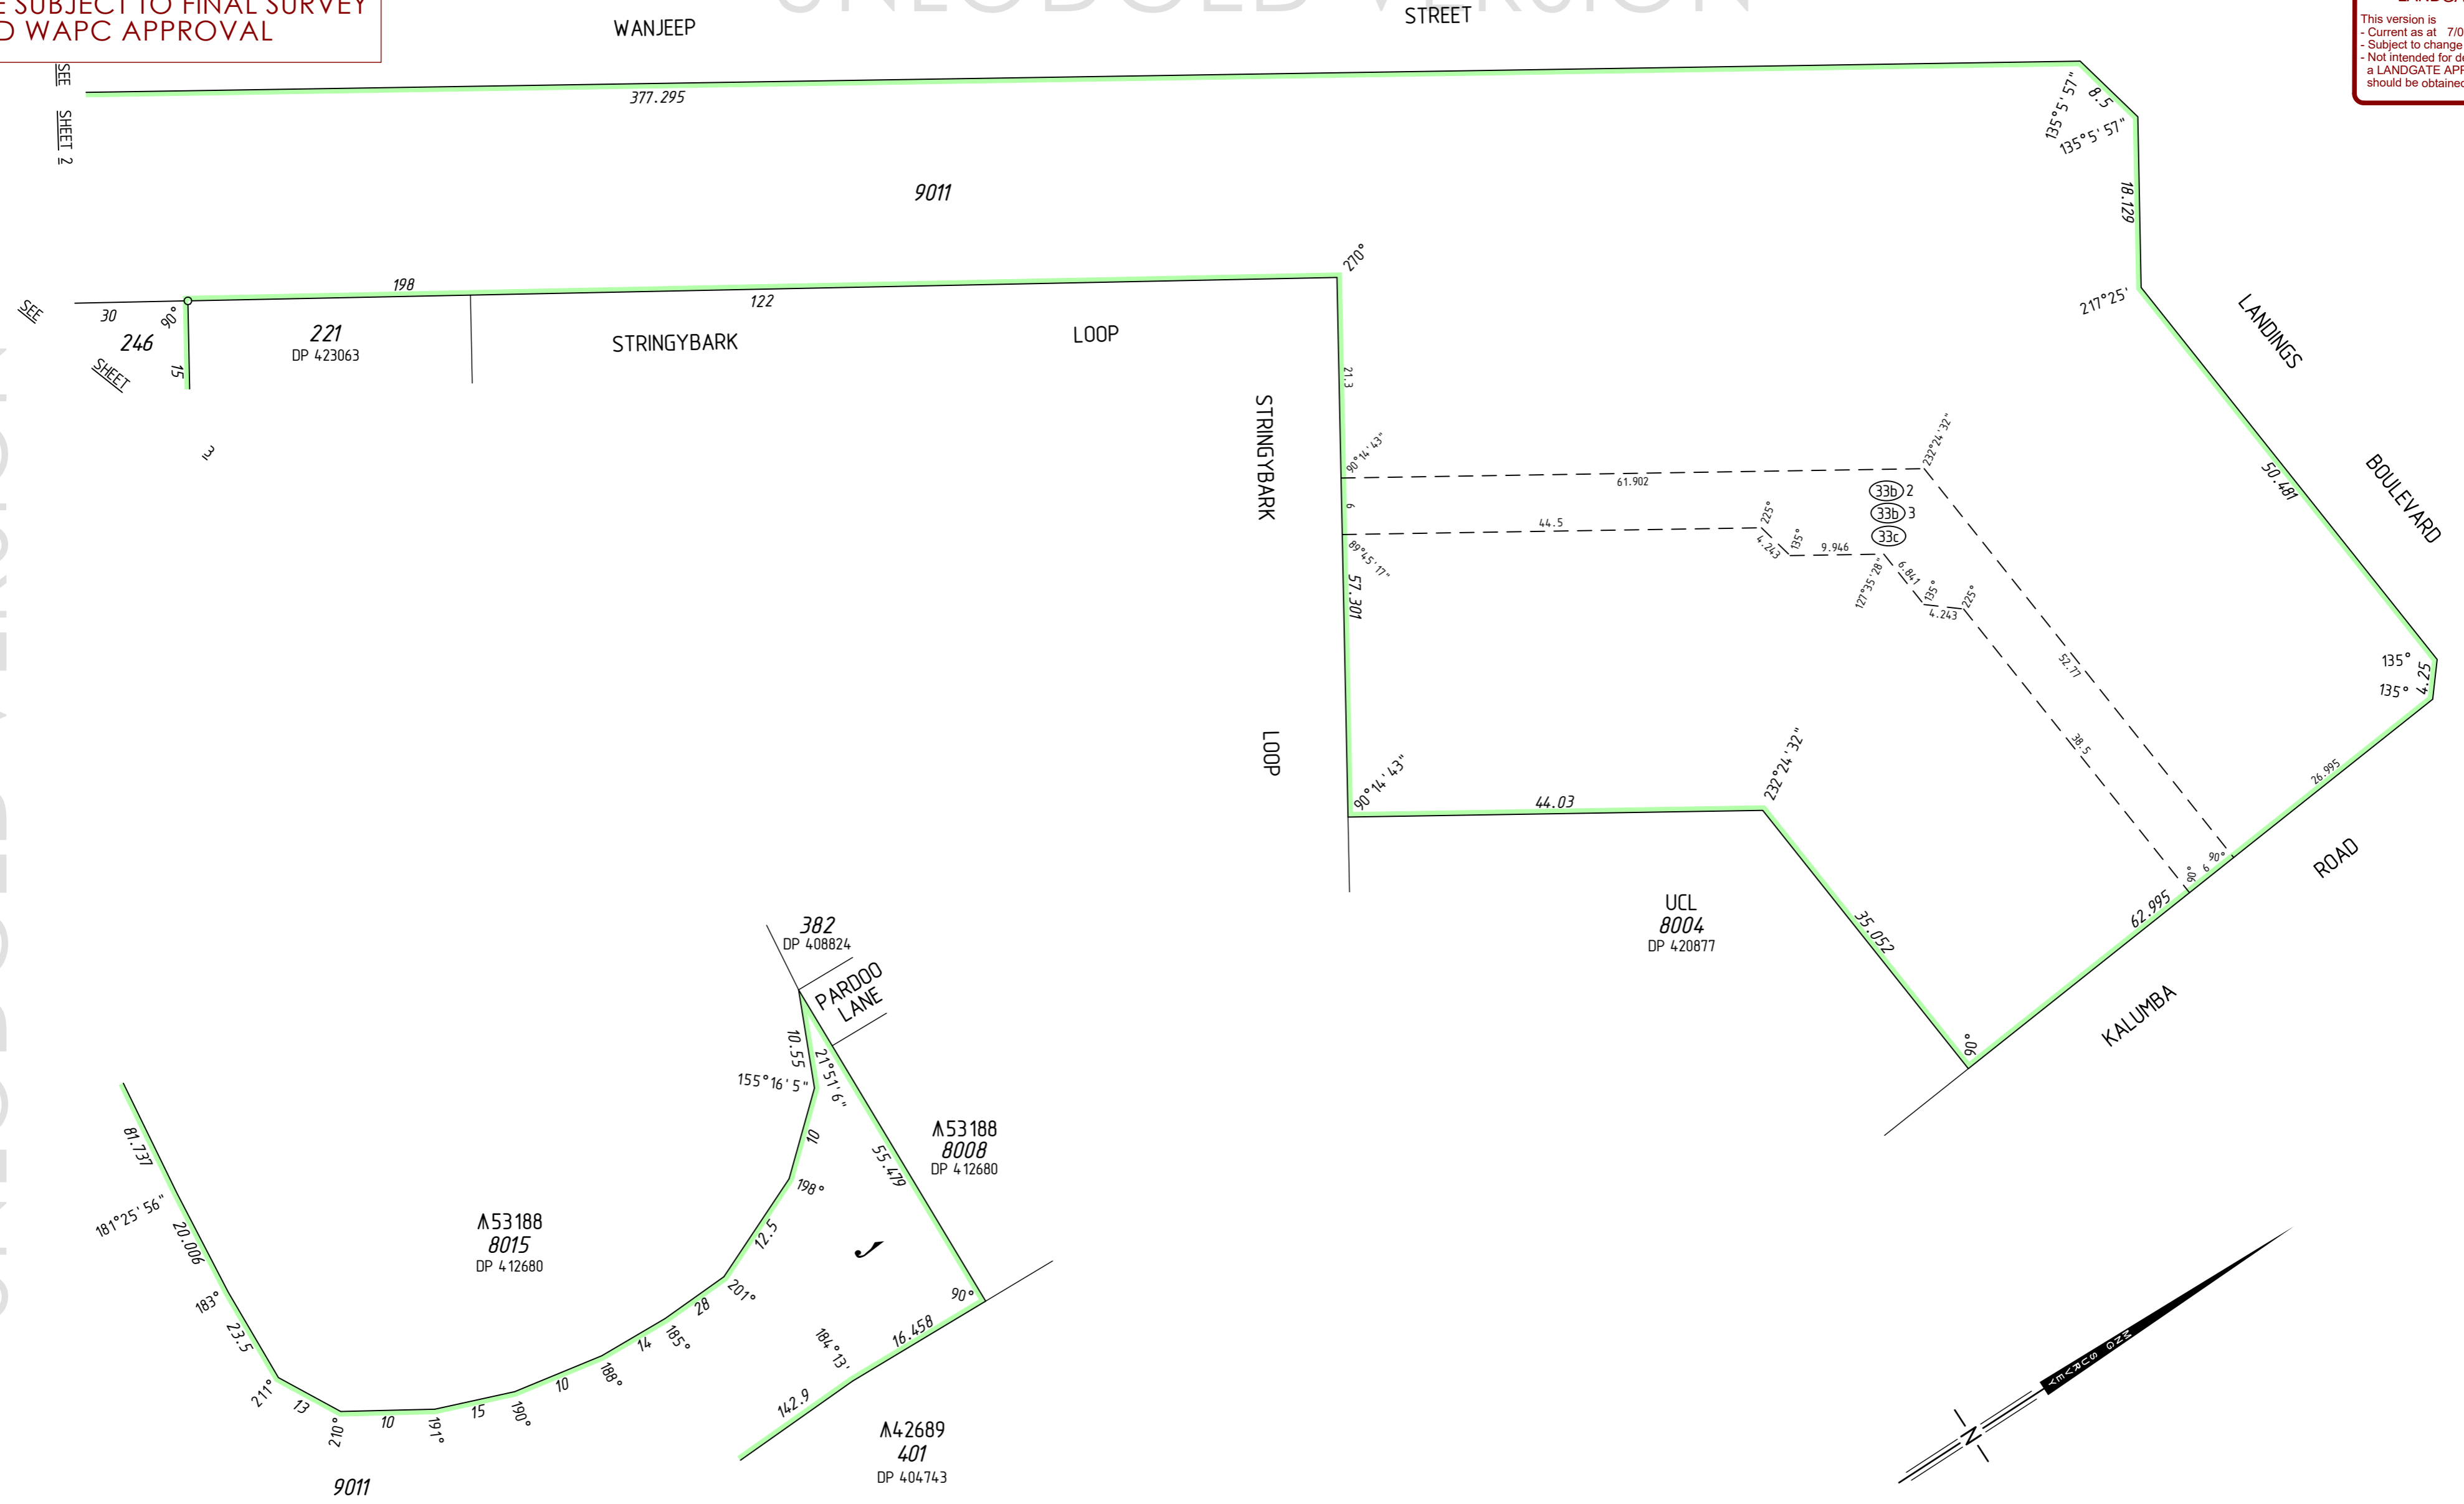 E SUBJECT TO FINAL SURVEY
D WAPC APPROVAL
UNLODGED VERSION
This version is
- Current as at 7/0
- Subject to change
- Not intended for de
a LANDGATE APP
should be obtained
WANJEEP
STREET
SEE
SHEET 2
377.295
135°5'57"
8.5
135°5'57"
9011
18.129
270°
217°25'
LANDINGS
BOULEVARD
198
122
30
90°
246
15
SEE
SHEET
3
221
DP 423063
STRINGYBARK
LOOP
21.3
STRINGYBARK
LOOP
90°14'43"
61.902
232°24'32"
33b 2
33b 3
33c
6
44.5
225°
4.243
135°
9.946
89°45'17"
57.301
127°35'28"
6.841
135°
4.243
225°
50.481
52.77
38.5
135°
4.25
135°
26.995
90°
6
90°
62.995
ROAD
KALUMBA
90°14'43"
44.03
232°24'32"
35.052
90°
UCL
8004
DP 420877
382
DP 408824
PARDOO
LANE
10.55
21°51'6"
155°16'5"
10
55.479
198°
12.5
201°
28
185°
14
188°
10
190°
15
191°
10
210°
13
211°
23.5
183°
20.006
181°25'56"
81.737
Λ53188
8008
DP 412680
Λ53188
8015
DP 412680
90°
16.458
184°13'
142.9
Λ42689
401
DP 404743
9011
MNG SURVEY
N